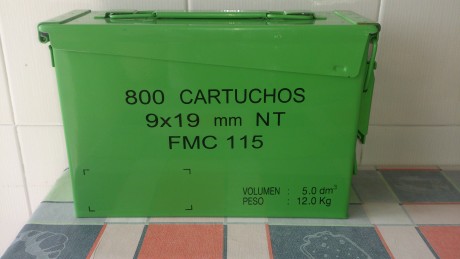 800 CARTUCHOS
9x19 mm NT
FMC 115
VOLUMEN : 5.0 dm³
PESO : 12.0 Kg